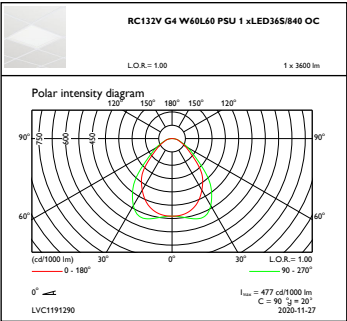 RC132V G4 W60L60 PSU 1 xLED36S/840 OC
L.O.R.= 1.00 1 x 3600 lm
Polar intensity diagram
120° 150° 180° 150° 120°
90° 750 600 450 90°
60° 60°
(cd/1000 lm) 30° 0° 30° L.O.R.= 1.00
0 - 180° 90 - 270°
0° Imax = 477 cd/1000 lm
C = 90 °g = 20°
LVC1191290 2020-11-27